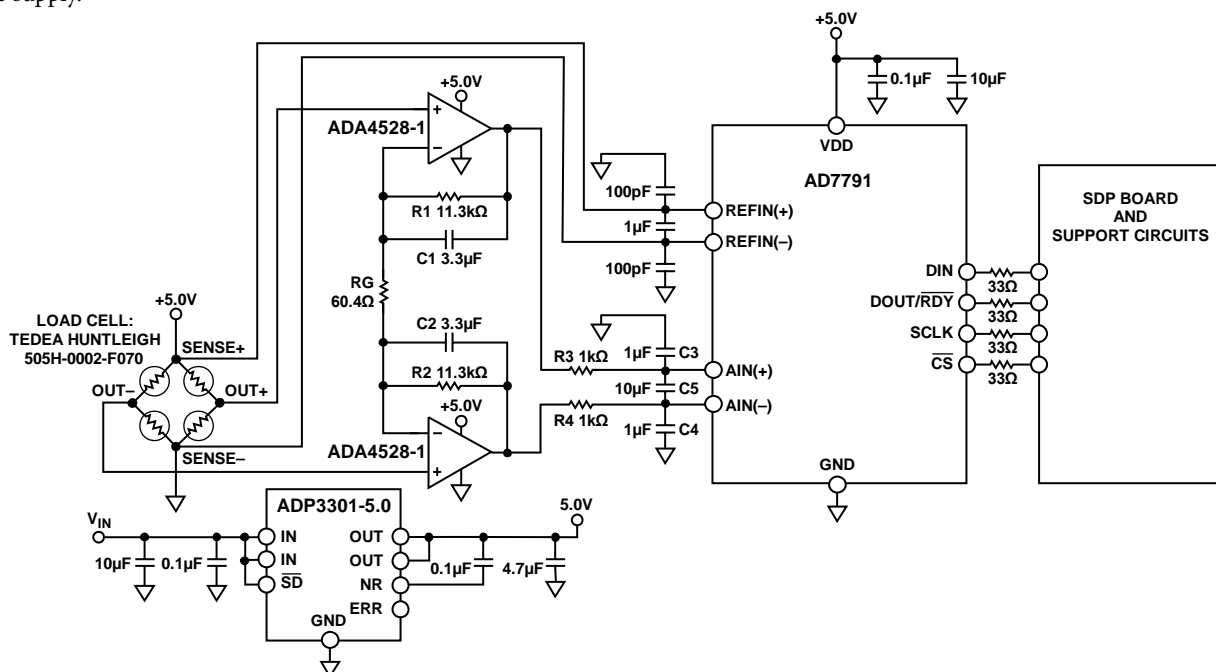 supply.
+5.0V
0.1µF
10µF
+5.0V
ADA4528-1
+
–
VDD
AD7791
R1 11.3kΩ
C1 3.3µF
RG
60.4Ω
C2 3.3µF
R2 11.3kΩ
100pF
1µF
100pF
REFIN(+)
REFIN(–)
SDP BOARD
AND
SUPPORT CIRCUITS
DIN
33Ω
DOUT/RDY
33Ω
SCLK
33Ω
CS
33Ω
+5.0V
LOAD CELL:
TEDEA HUNTLEIGH
505H-0002-F070
SENSE+
OUT–
OUT+
SENSE–
R3 1kΩ
1µF
C3
AIN(+)
10µF
C5
AIN(–)
R4 1kΩ
1µF
C4
+5.0V
–
ADA4528-1
+
GND
ADP3301-5.0
VIN
10µF
0.1µF
IN
IN
SD
OUT
OUT
NR
ERR
GND
0.1µF
4.7µF
5.0V